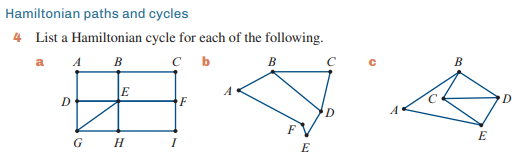 Hamiltonian paths and cycles
4 List a Hamiltonian cycle for each of the following.
a A B C b B C c B
D E F A D A C D
G H I F E E